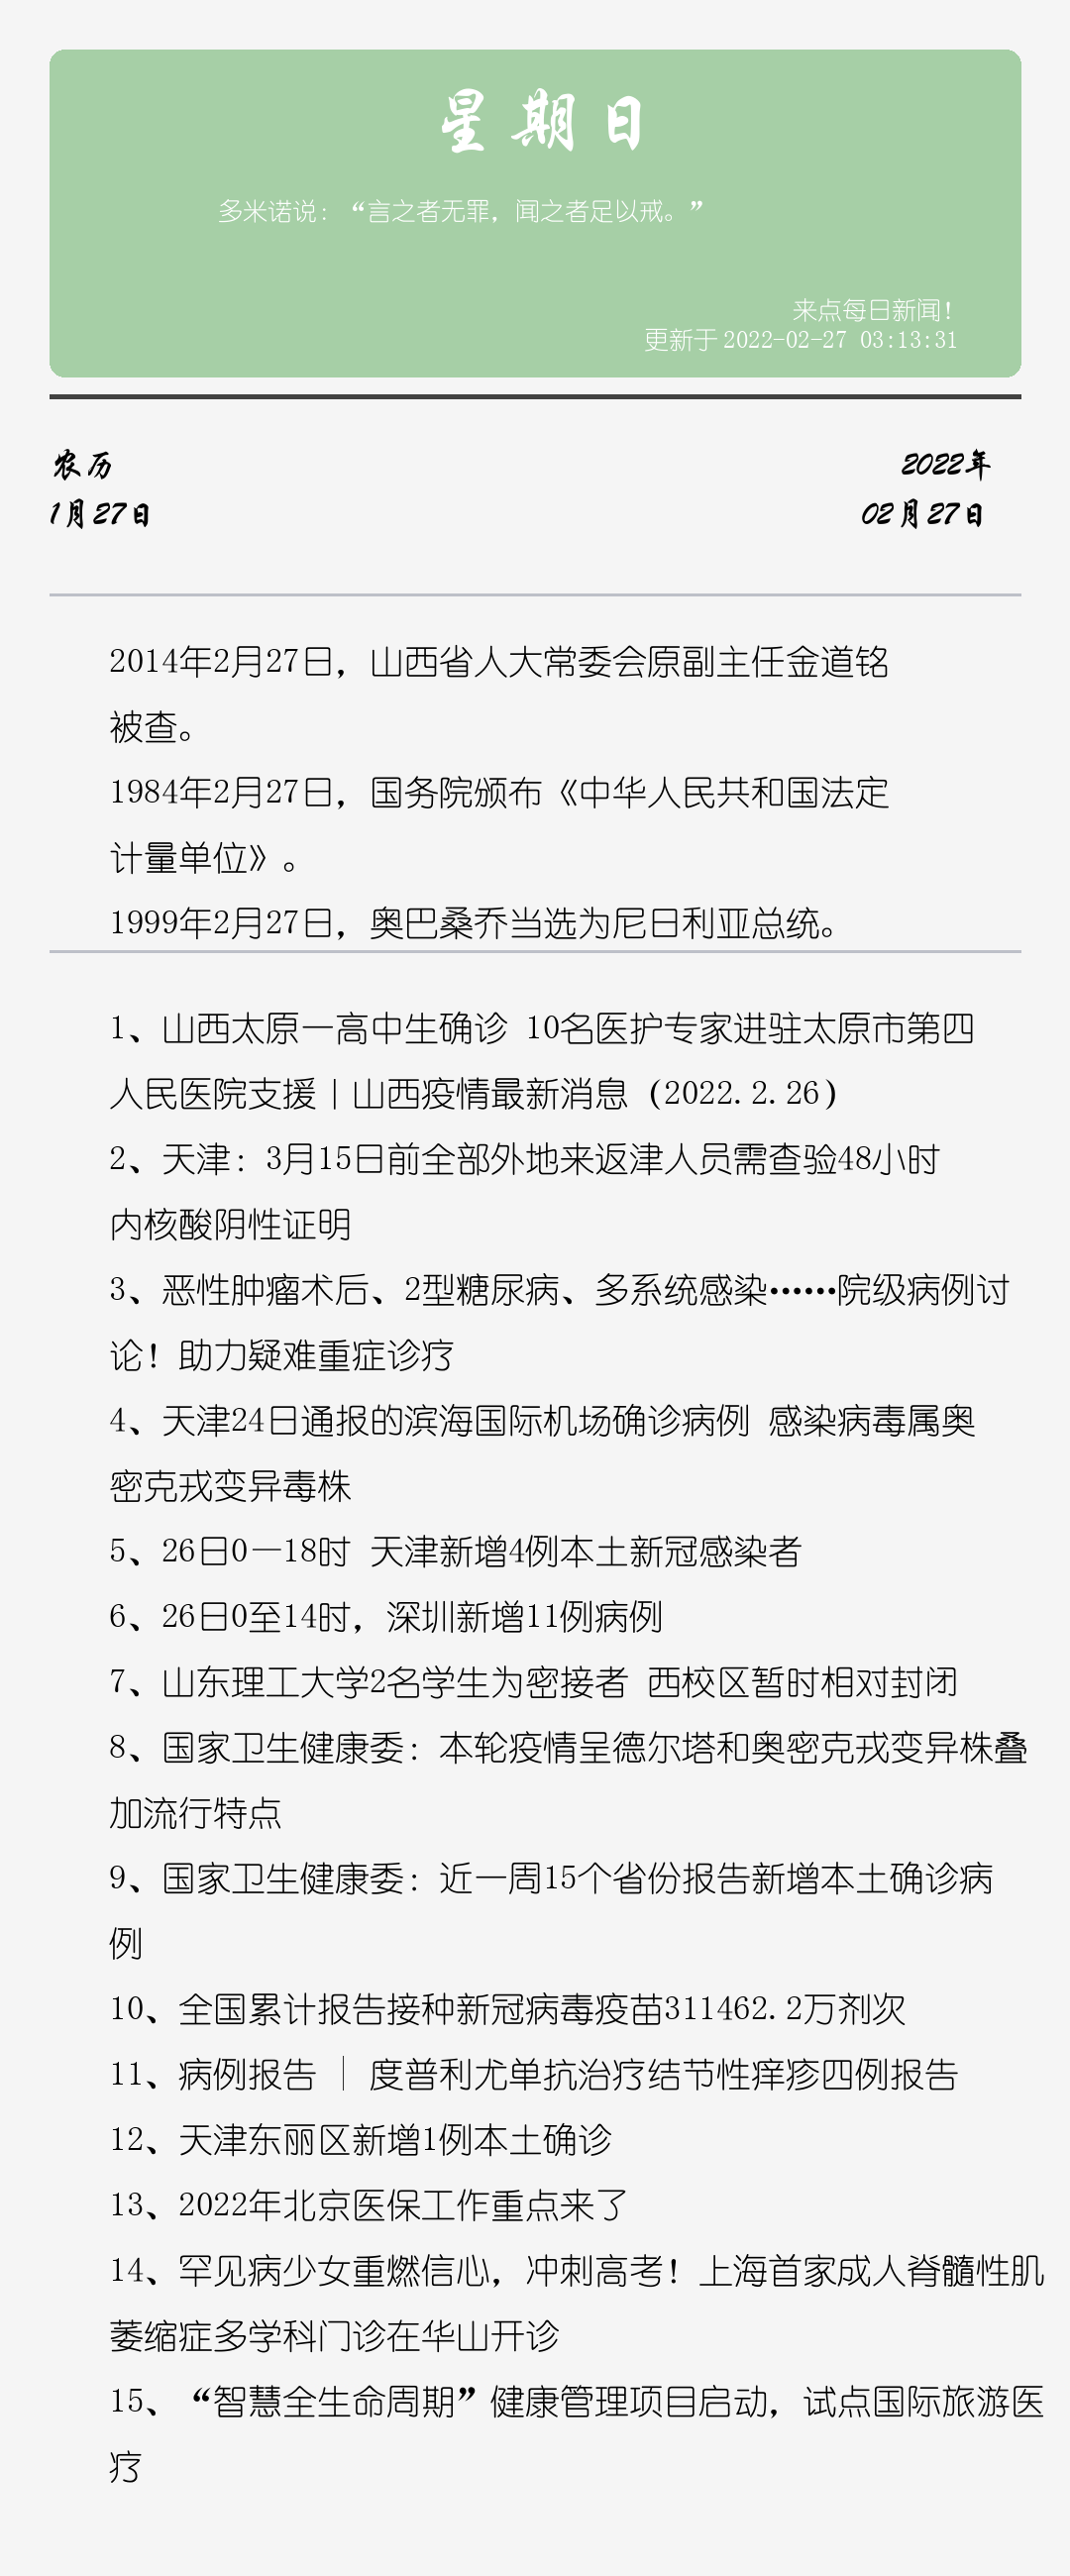 星期日
多米诺说：“言之者无罪，闻之者足以戒。”
来点每日新闻！
更新于 2022-02-27 03:13:31
农历
1月27日
2022年
02月27日
2014年2月27日，山西省人大常委会原副主任金道铭
被查。
1984年2月27日，国务院颁布《中华人民共和国法定
计量单位》。
1999年2月27日，奥巴桑乔当选为尼日利亚总统。
1、山西太原一高中生确诊 10名医护专家进驻太原市第四
人民医院支援丨山西疫情最新消息（2022.2.26）
2、天津：3月15日前全部外地来返津人员需查验48小时
内核酸阴性证明
3、恶性肿瘤术后、2型糖尿病、多系统感染……院级病例讨
论！助力疑难重症诊疗
4、天津24日通报的滨海国际机场确诊病例 感染病毒属奥
密克戎变异毒株
5、26日0—18时 天津新增4例本土新冠感染者
6、26日0至14时，深圳新增11例病例
7、山东理工大学2名学生为密接者 西校区暂时相对封闭
8、国家卫生健康委：本轮疫情呈德尔塔和奥密克戎变异株叠
加流行特点
9、国家卫生健康委：近一周15个省份报告新增本土确诊病
例
10、全国累计报告接种新冠病毒疫苗311462.2万剂次
11、病例报告 │ 度普利尤单抗治疗结节性痒疹四例报告
12、天津东丽区新增1例本土确诊
13、2022年北京医保工作重点来了
14、罕见病少女重燃信心，冲刺高考！上海首家成人脊髓性肌
萎缩症多学科门诊在华山开诊
15、“智慧全生命周期”健康管理项目启动，试点国际旅游医
疗